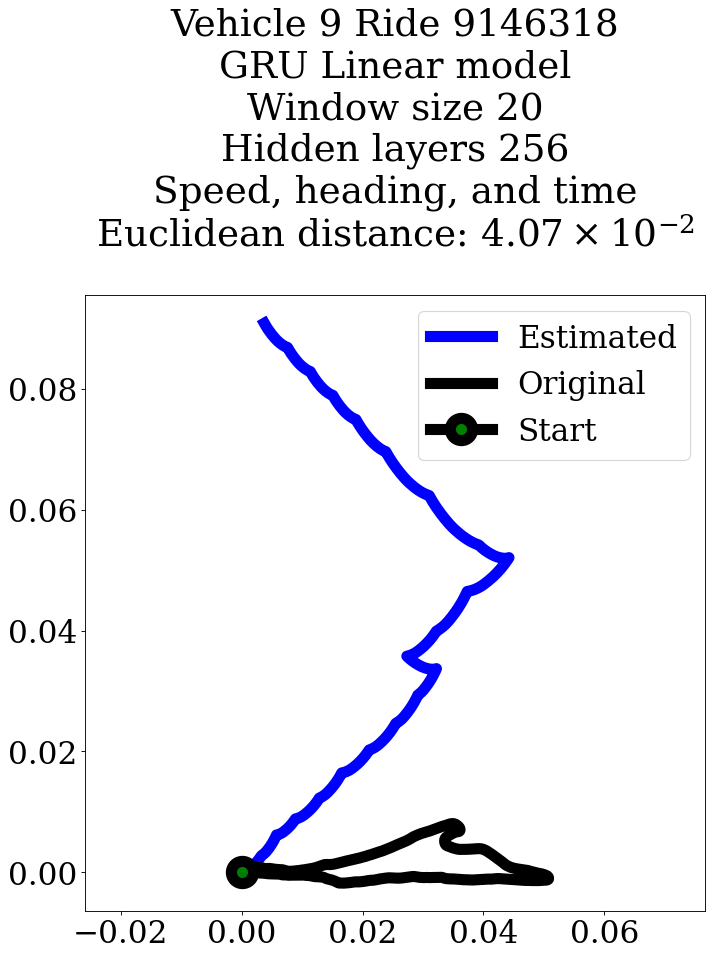 Vehicle 9 Ride 9146318
GRU Linear model
Window size 20
Hidden layers 256
Speed, heading, and time
Euclidean distance: 4.07 × 10⁻²
Estimated
Original
Start
0.08
0.06
0.04
0.02
0.00
−0.02 0.00 0.02 0.04 0.06